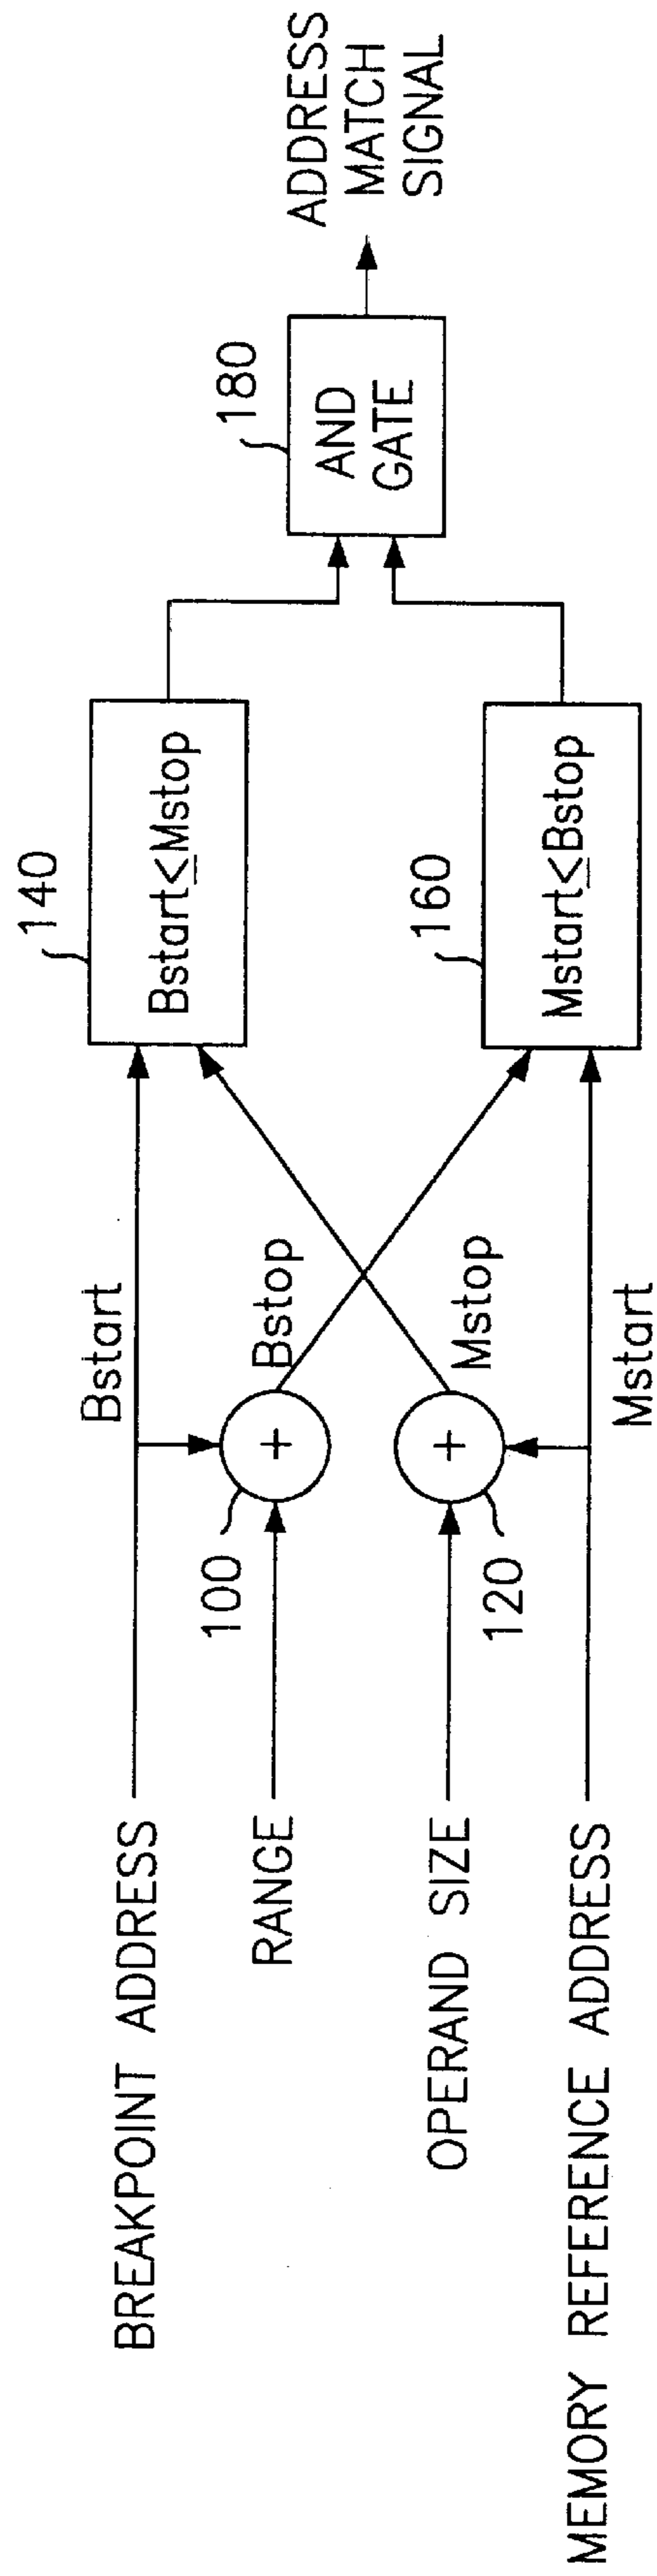 BREAKPOINT ADDRESS
RANGE
OPERAND SIZE
MEMORY REFERENCE ADDRESS
Bstart
100
+
Bstop
120
+
Mstop
Mstart
140
Bstart≤Mstop
160
Mstart≤Bstop
180
AND
GATE
ADDRESS
MATCH
SIGNAL